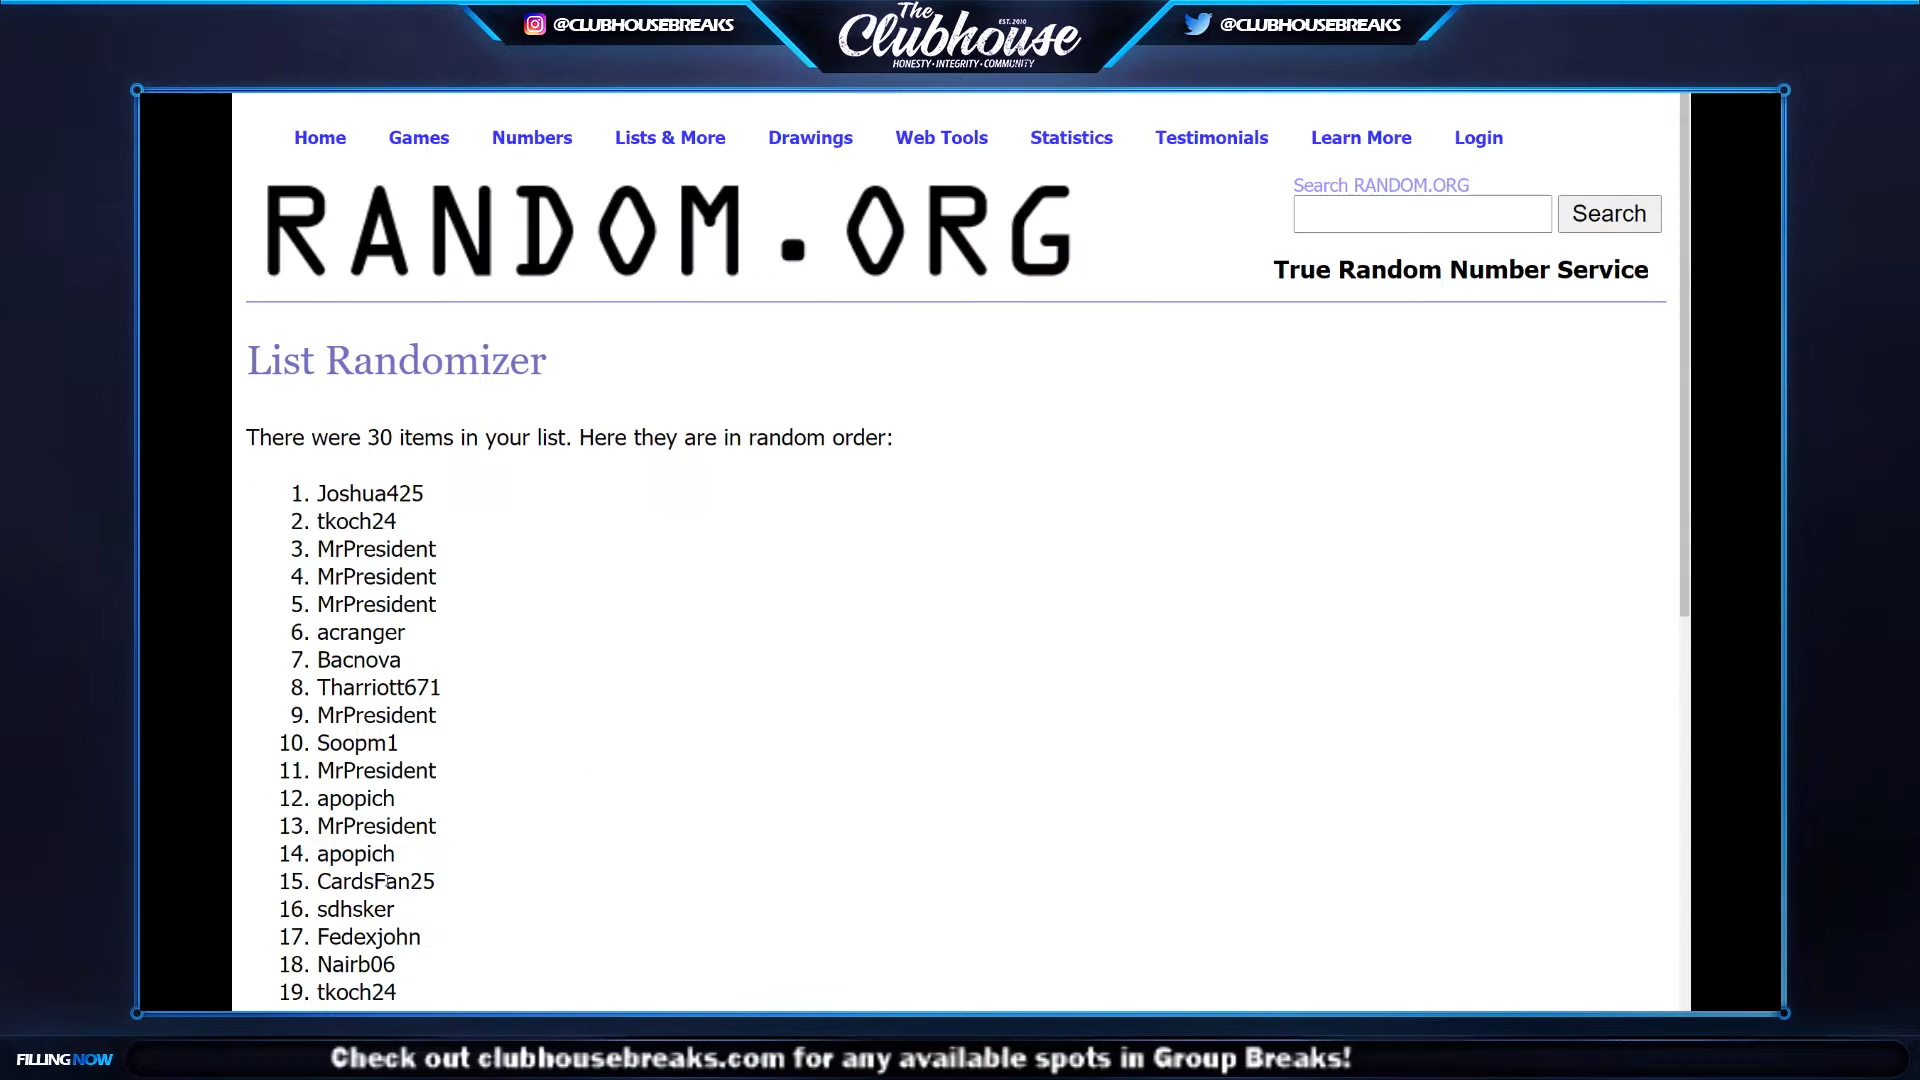 @CLUBHOUSEBREAKS
The
EST. 2010
Clubhouse
HONESTY • INTEGRITY • COMMUNITY
@CLUBHOUSEBREAKS
Home Games Numbers Lists & More Drawings Web Tools Statistics Testimonials Learn More Login
RANDOM.ORG
Search RANDOM.ORG
Search
True Random Number Service
List Randomizer
There were 30 items in your list. Here they are in random order:
1. Joshua425
2. tkoch24
3. MrPresident
4. MrPresident
5. MrPresident
6. acranger
7. Bacnova
8. Tharriott671
9. MrPresident
10. Soopm1
11. MrPresident
12. apopich
13. MrPresident
14. apopich
15. CardsFan25
16. sdhsker
17. Fedexjohn
18. Nairb06
19. tkoch24
FILLING NOW
Check out clubhousebreaks.com for any available spots in Group Breaks!